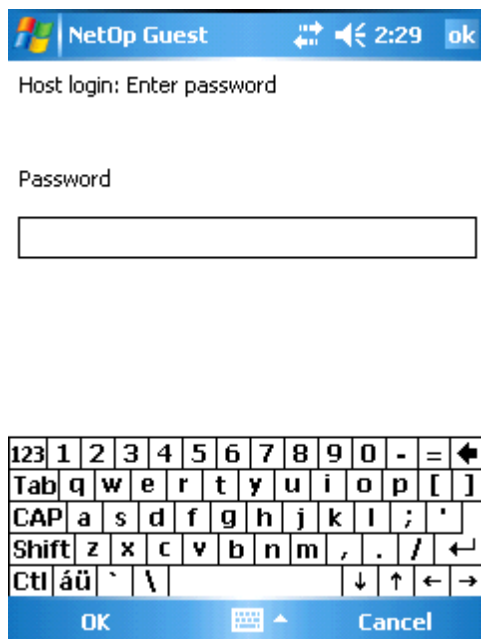 NetOp Guest 2:29 ok
Host login: Enter password
Password
123 1 2 3 4 5 6 7 8 9 0 - = 🡄
Tab q w e r t y u i o p [ ]
CAP a s d f g h j k l ; '
Shift z x c v b n m , . / ↵
Ctl áü ` \ ↓ ↑ ← →
OK Cancel